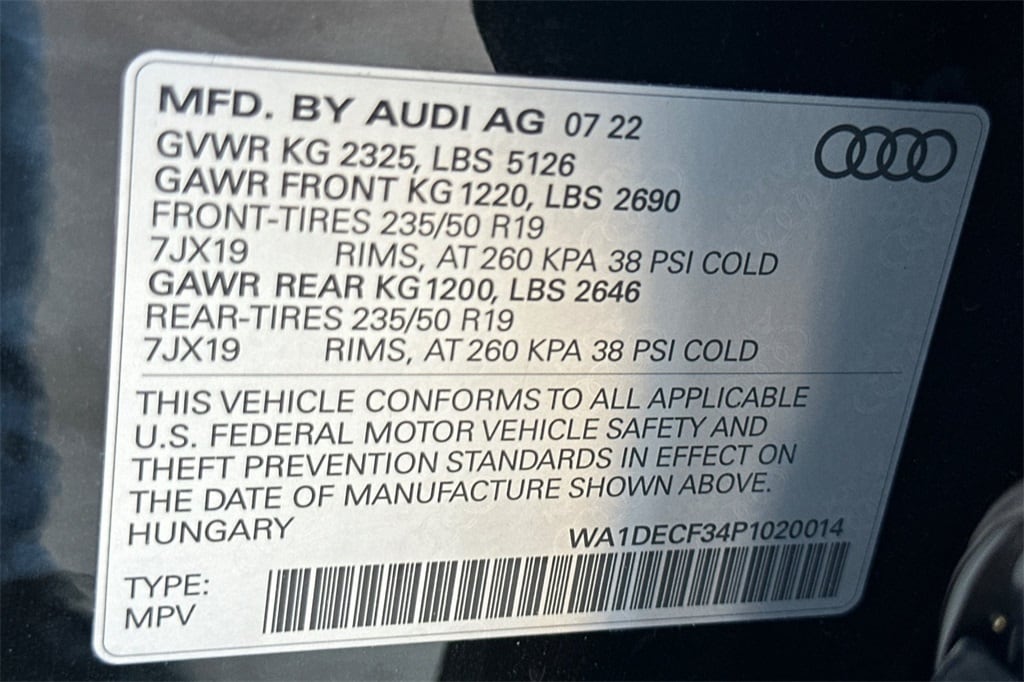 MFD. BY AUDI AG 07 22
GVWR KG 2325, LBS 5126
GAWR FRONT KG 1220, LBS 2690
FRONT-TIRES 235/50 R19
7JX19 RIMS, AT 260 KPA 38 PSI COLD
GAWR REAR KG 1200, LBS 2646
REAR-TIRES 235/50 R19
7JX19 RIMS, AT 260 KPA 38 PSI COLD
THIS VEHICLE CONFORMS TO ALL APPLICABLE
U.S. FEDERAL MOTOR VEHICLE SAFETY AND
THEFT PREVENTION STANDARDS IN EFFECT ON
THE DATE OF MANUFACTURE SHOWN ABOVE.
HUNGARY WA1DECF34P1020014
TYPE:
MPV